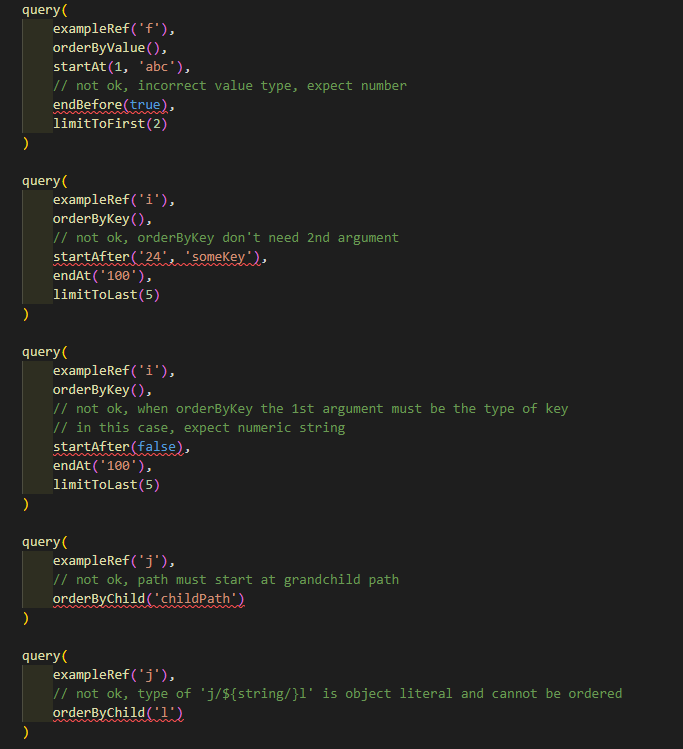 query(
    exampleRef('f'),
    orderByValue(),
    startAt(1, 'abc'),
    // not ok, incorrect value type, expect number
    endBefore(true),
    limitToFirst(2)
)
query(
    exampleRef('i'),
    orderByKey(),
    // not ok, orderByKey don't need 2nd argument
    startAfter('24', 'someKey'),
    endAt('100'),
    limitToLast(5)
)
query(
    exampleRef('i'),
    orderByKey(),
    // not ok, when orderByKey the 1st argument must be the type of key
    // in this case, expect numeric string
    startAfter(false),
    endAt('100'),
    limitToLast(5)
)
query(
    exampleRef('j'),
    // not ok, path must start at grandchild path
    orderByChild('childPath')
)
query(
    exampleRef('j'),
    // not ok, type of 'j/${string/}l' is object literal and cannot be ordered
    orderByChild('l')
)